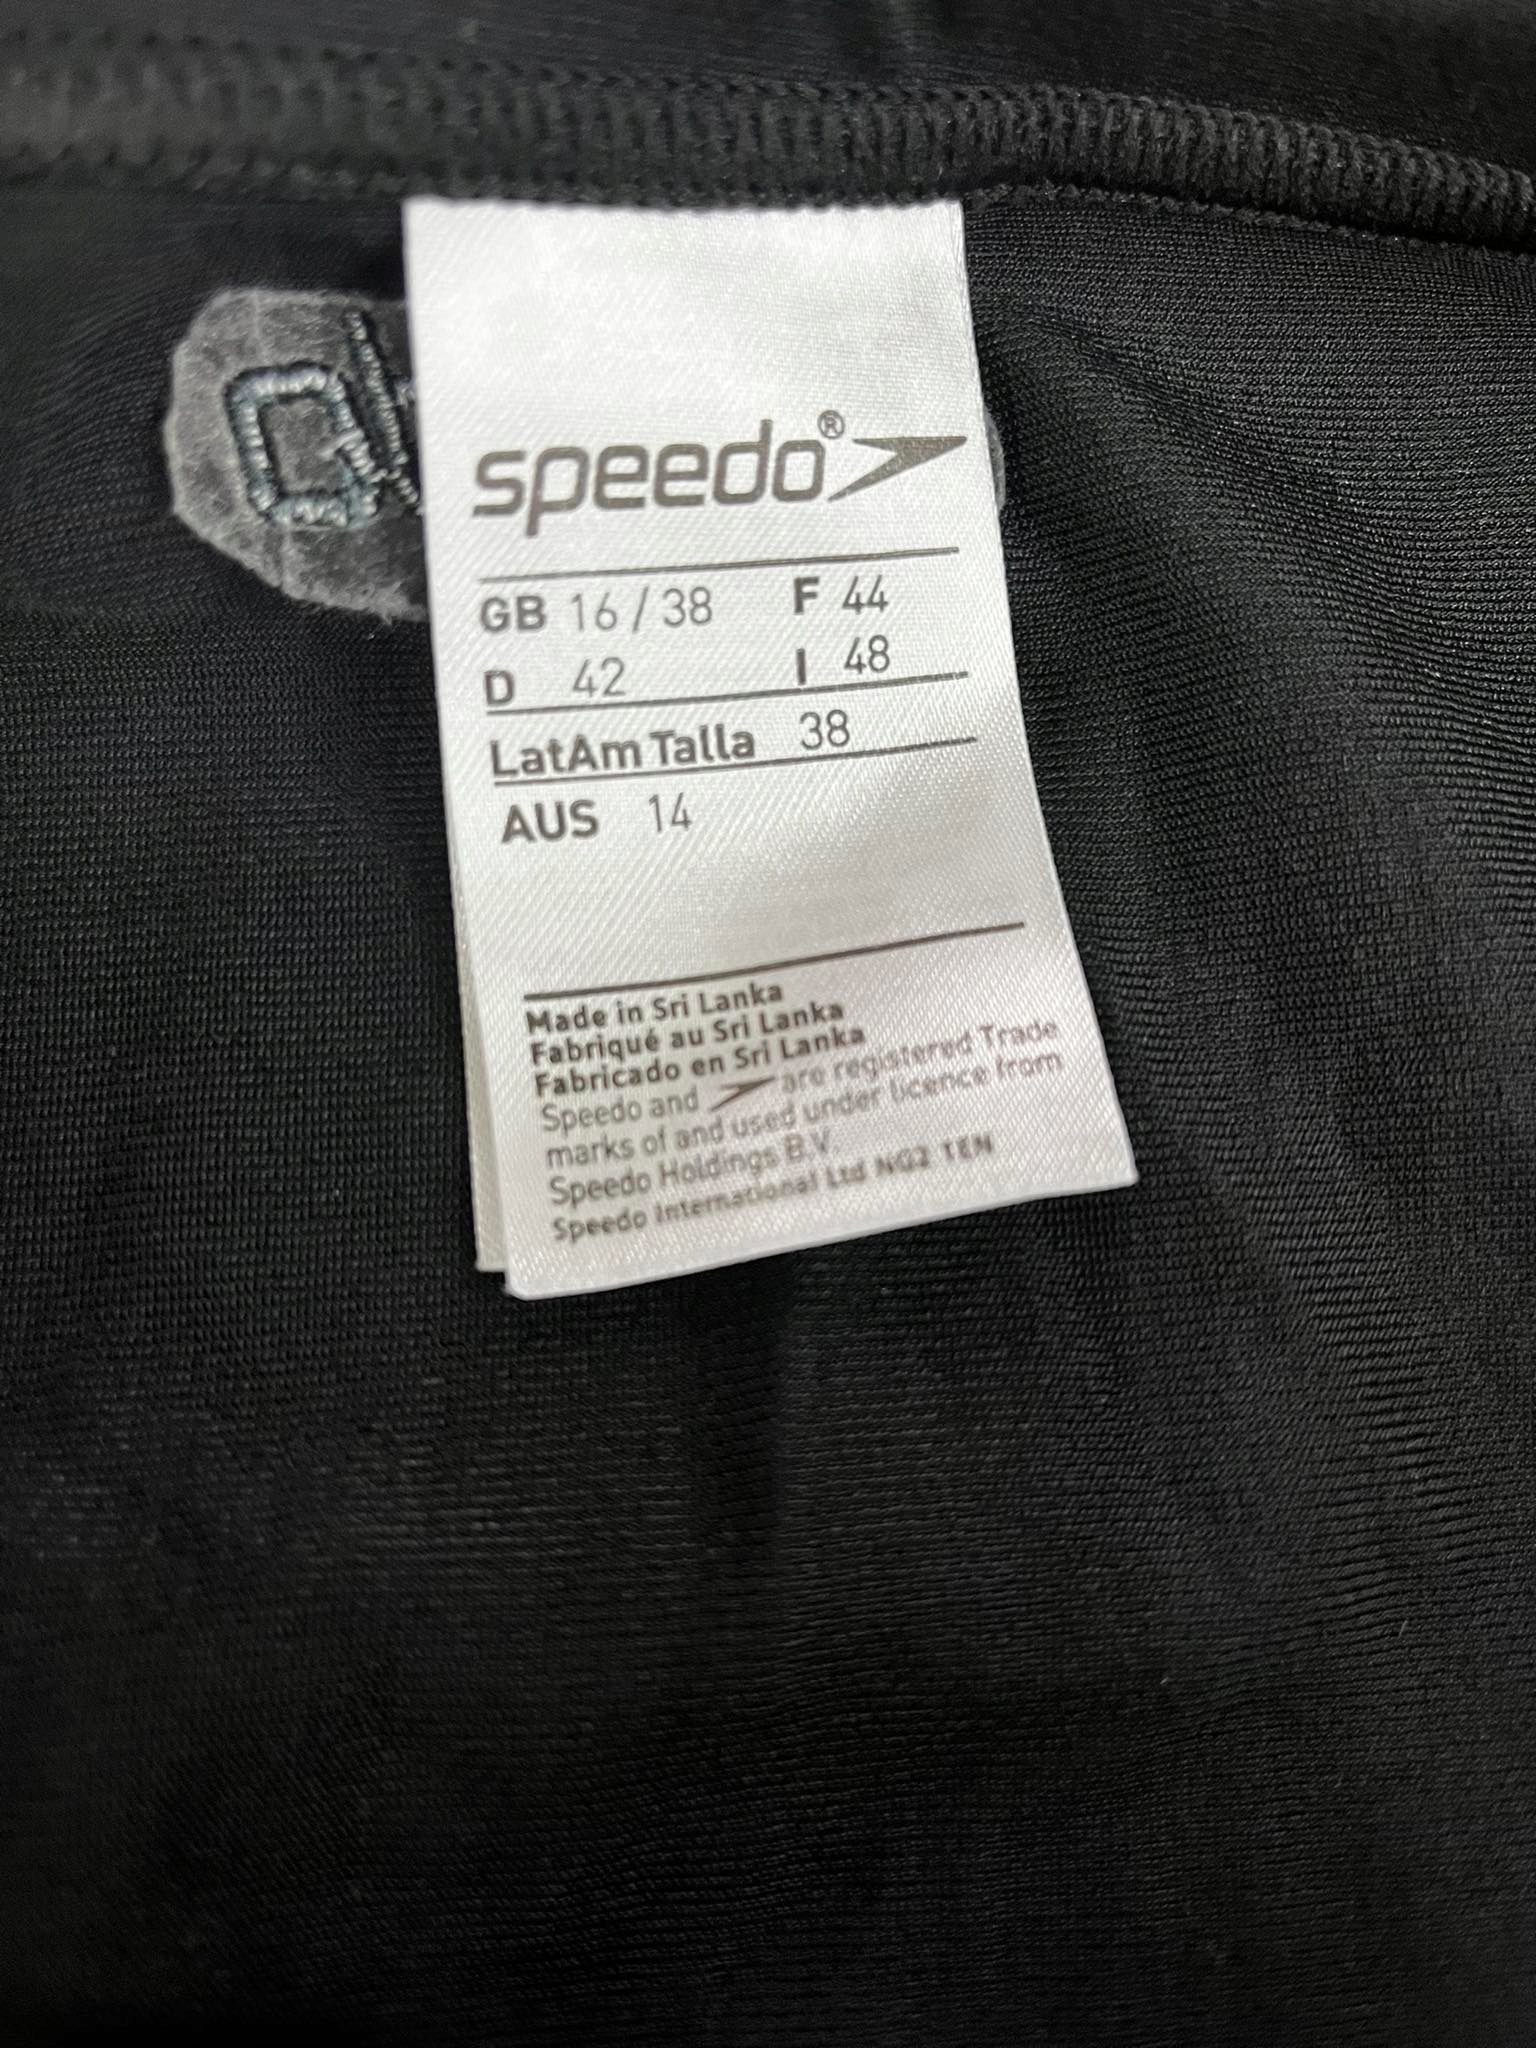 speedo®
GB 16 / 38 F 44
D 42 I 48
LatAm Talla 38
AUS 14
Made in Sri Lanka
Fabriqué au Sri Lanka
Fabricado en Sri Lanka
Speedo and are registered Trade
marks of and used under licence from
Speedo Holdings B.V.
Speedo International Ltd NG2 1EN